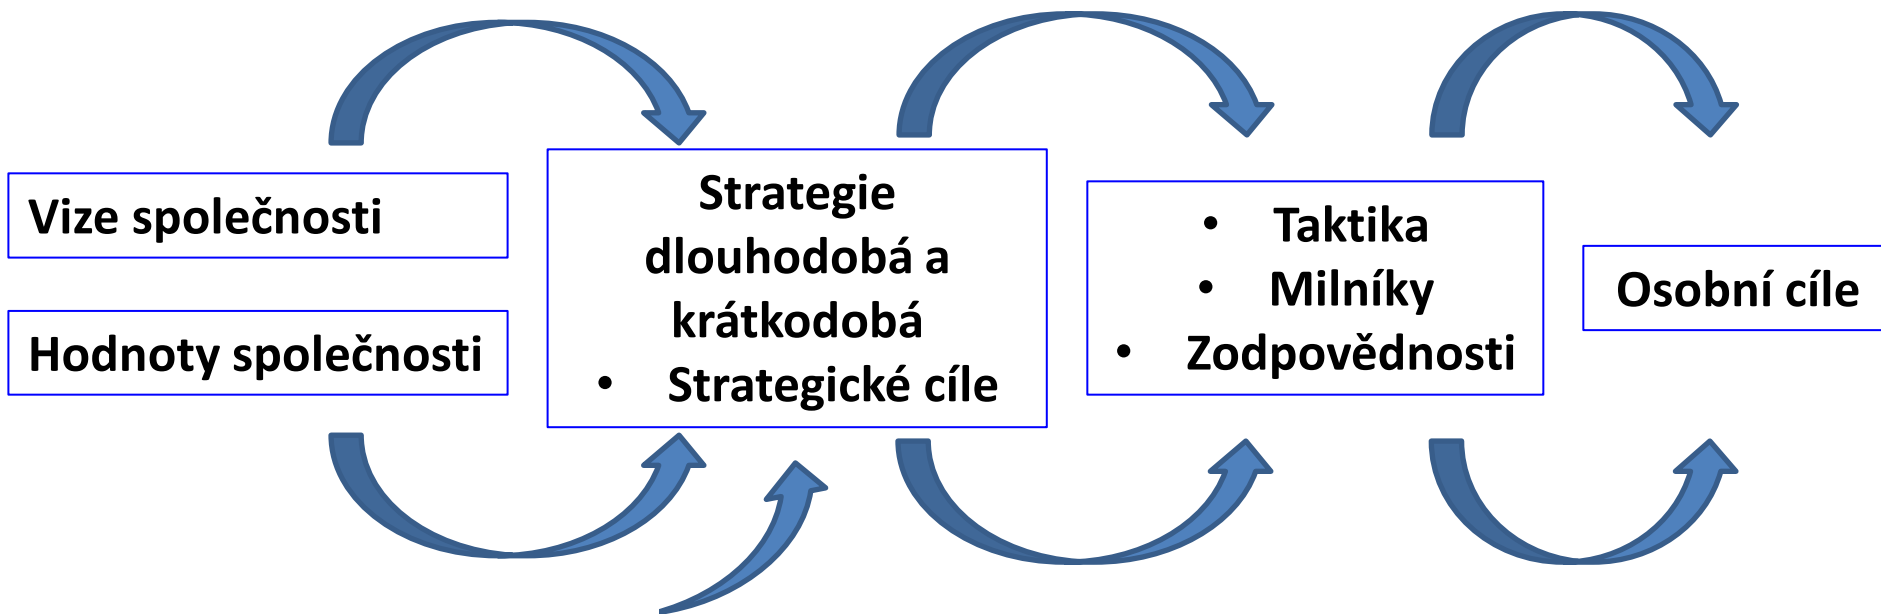 Vize společnosti
Hodnoty společnosti
Strategie
dlouhodobá a
krátkodobá
• Strategické cíle
• Taktika
• Milníky
• Zodpovědnosti
Osobní cíle